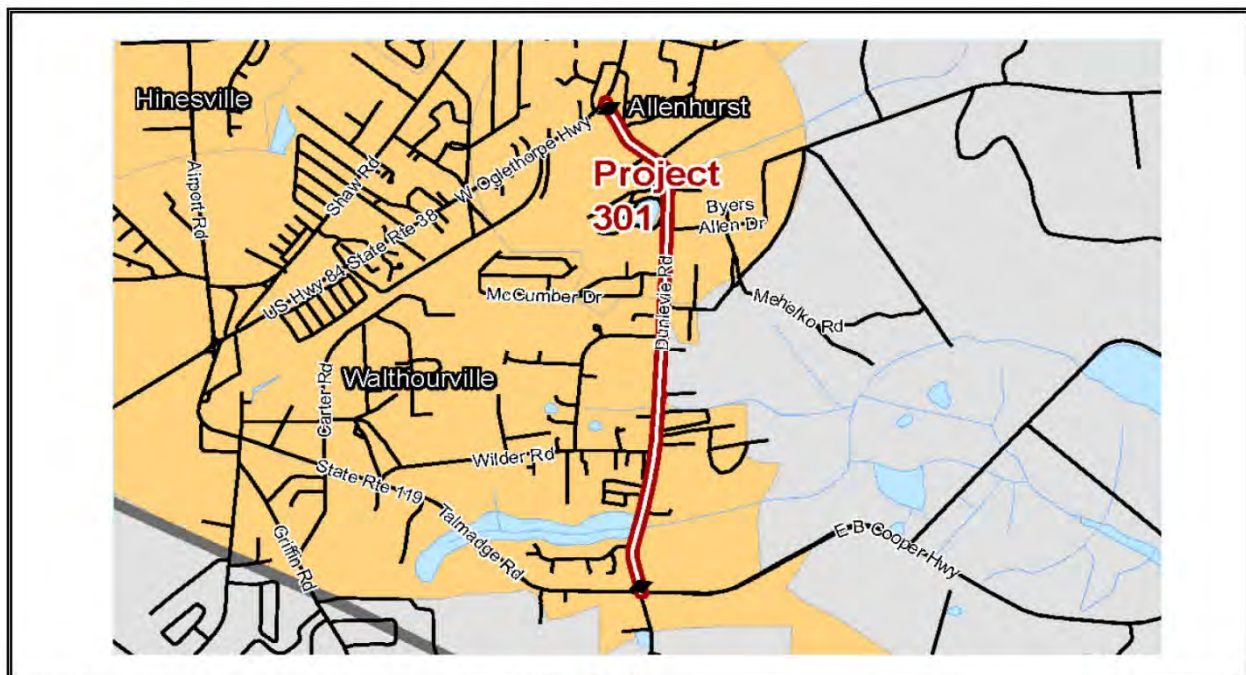 Hinesville
Allenhurst
W Oglethorpe Hwy
Airport Rd
Shaw Rd
Project
301
Byers
Allen Dr
US Hwy 84 State Rte 38
McCumber Dr
Dunlevie Rd
Mehelko Rd
Walthourville
Carter Rd
Wilder Rd
State Rte 119
Talmadge Rd
Griffin Rd
E B Cooper Hwy